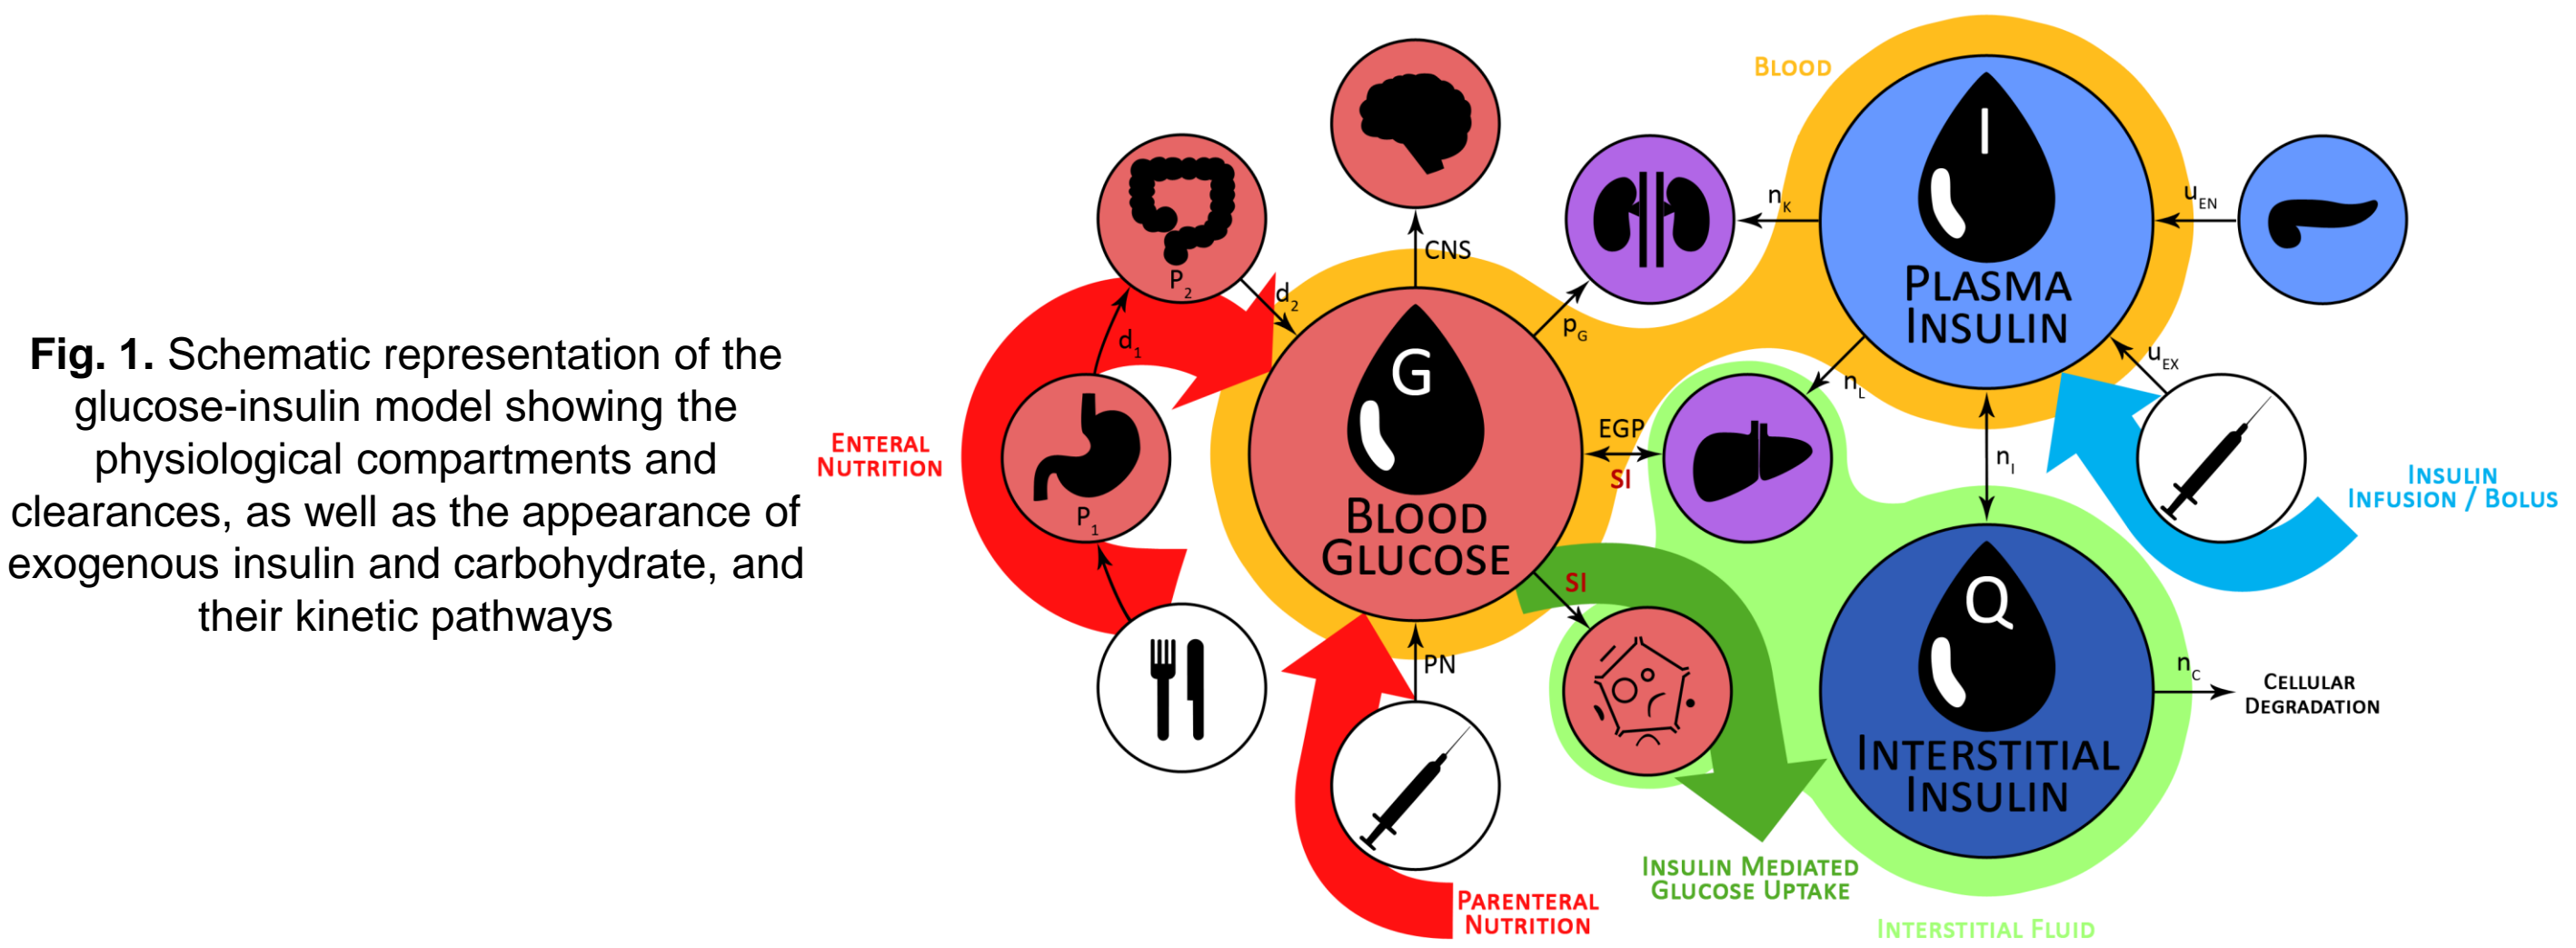 Fig. 1. Schematic representation of the
glucose-insulin model showing the
physiological compartments and
clearances, as well as the appearance of
exogenous insulin and carbohydrate, and
their kinetic pathways
BLOOD
I
PLASMA
INSULIN
uEN
nK
CNS
P2
d2
pG
G
BLOOD
GLUCOSE
d1
ENTERAL
NUTRITION
P1
EGP
SI
nL
uEX
nI
INSULIN
INFUSION / BOLUS
SI
Q
INTERSTITIAL
INSULIN
PN
nC
CELLULAR
DEGRADATION
INSULIN MEDIATED
GLUCOSE UPTAKE
PARENTERAL
NUTRITION
INTERSTITIAL FLUID